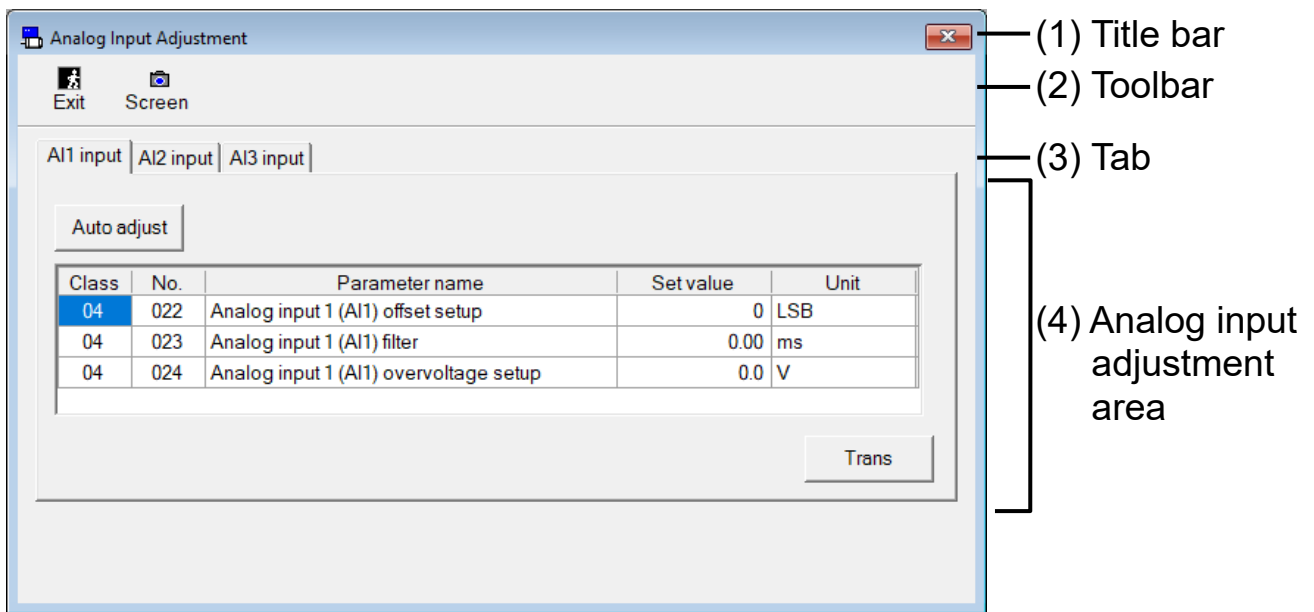 Analog Input Adjustment
(1) Title bar
Exit Screen
(2) Toolbar
AI1 input AI2 input AI3 input
(3) Tab
Auto adjust
Class No. Parameter name Set value Unit
04 022 Analog input 1 (AI1) offset setup 0 LSB
04 023 Analog input 1 (AI1) filter 0.00 ms
04 024 Analog input 1 (AI1) overvoltage setup 0.0 V
Trans
(4) Analog input
adjustment
area